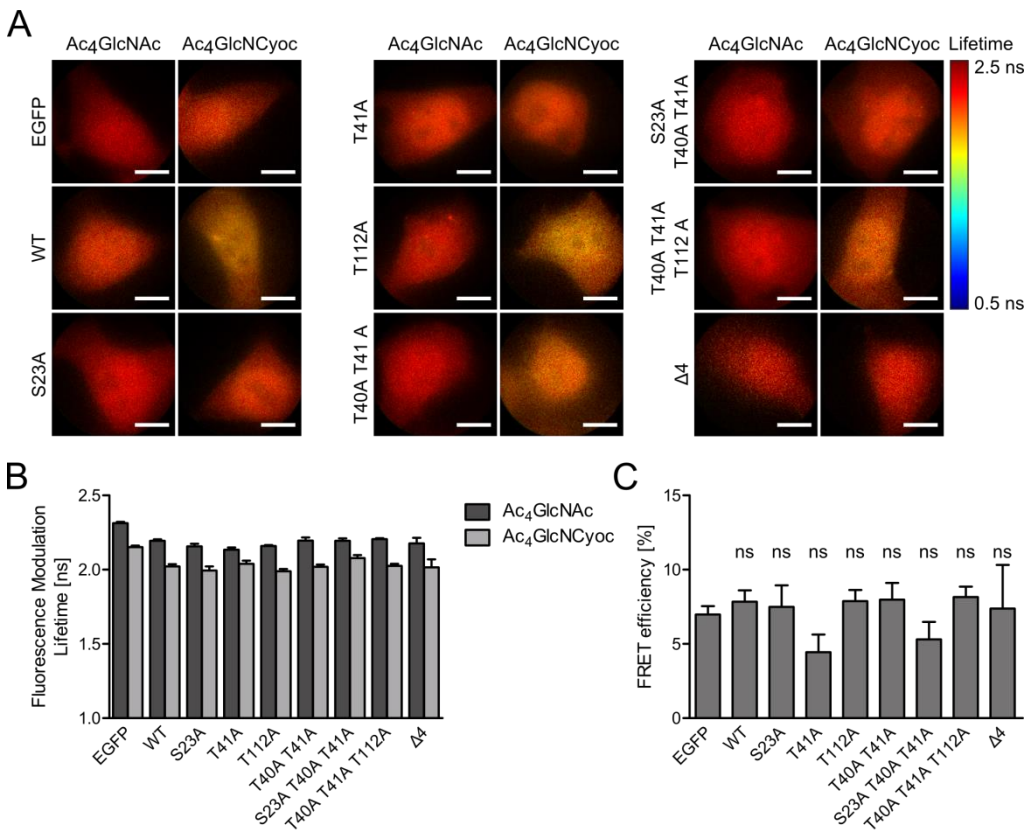 A
Ac4GlcNAc Ac4GlcNCyoc Ac4GlcNAc Ac4GlcNCyoc Ac4GlcNAc Ac4GlcNCyoc Lifetime
2.5 ns
0.5 ns
EGFP
WT
S23A
T41A
T112A
T40A T41 A
S23A
T40A T41A
T40A T41A
T112 A
Δ4
B
Fluorescence Modulation
Lifetime [ns]
2.5
2.0
1.5
1.0
EGFP
WT
S23A
T41A
T112A
T40A T41A
S23A T40A T41A
T40A T41A T112A
Δ4
Ac4GlcNAc
Ac4GlcNCyoc
C
FRET efficiency [%]
15
10
5
0
ns ns ns ns ns ns ns ns
EGFP
WT
S23A
T41A
T112A
T40A T41A
S23A T40A T41A
T40A T41A T112A
Δ4